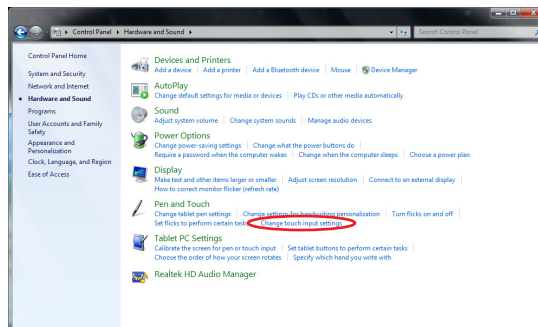 Control Panel ▸ Hardware and Sound ▸
Search Control Panel
Control Panel Home
System and Security
Network and Internet
Hardware and Sound
Programs
User Accounts and Family
Safety
Appearance and
Personalization
Clock, Language, and Region
Ease of Access
Devices and Printers
Add a device | Add a printer | Add a Bluetooth device | Mouse | Device Manager
AutoPlay
Change default settings for media or devices | Play CDs or other media automatically
Sound
Adjust system volume | Change system sounds | Manage audio devices
Power Options
Change power-saving settings | Change what the power buttons do |
Require a password when the computer wakes | Change when the computer sleeps | Choose a power plan
Display
Make text and other items larger or smaller | Adjust screen resolution | Connect to an external display |
How to correct monitor flicker (refresh rate)
Pen and Touch
Change tablet pen settings | Change settings for handwriting personalization | Turn flicks on and off |
Set flicks to perform certain tasks | Change touch input settings
Tablet PC Settings
Calibrate the screen for pen or touch input | Set tablet buttons to perform certain tasks |
Choose the order of how your screen rotates | Specify which hand you write with
Realtek HD Audio Manager